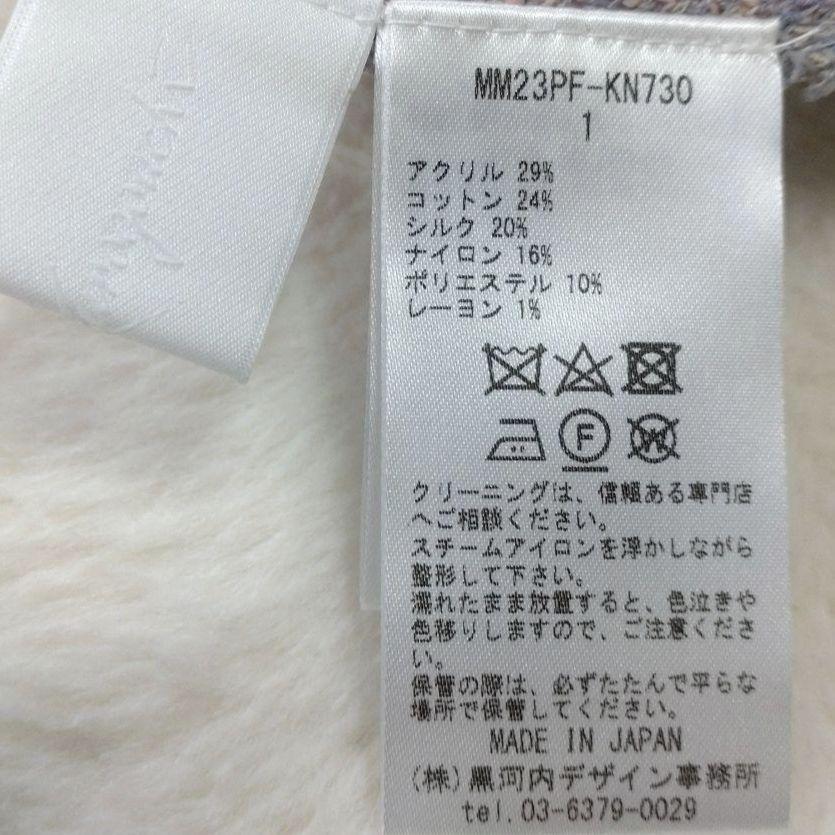 MM23PF-KN730
1
アクリル 29%
コットン 24%
シルク 20%
ナイロン 16%
ポリエステル 10%
レーヨン 1%
F
W
クリーニングは、信頼ある専門店
へご相談ください。
スチームアイロンを浮かしながら
整形して下さい。
濡れたまま放置すると、色泣きや
色移りしますので、ご注意くださ
い。
保管の際は、必ずたたんで平らな
場所で保管してください。
MADE IN JAPAN
(株)黒河内デザイン事務所
tel.03-6379-0029